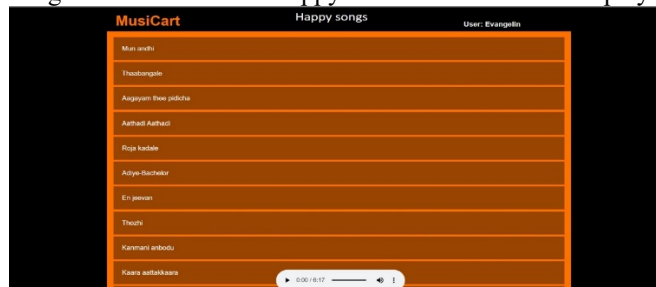 MusiCart
Happy songs
User: Evangelin
Mun andhi
Thaabangale
Aagayam thee pidicha
Aathadi Aathadi
Roja kadale
Adiye-Bachelor
En jeevan
Thozhi
Kanmani anbodu
Kaara aattakkaara
0:00 / 6:17